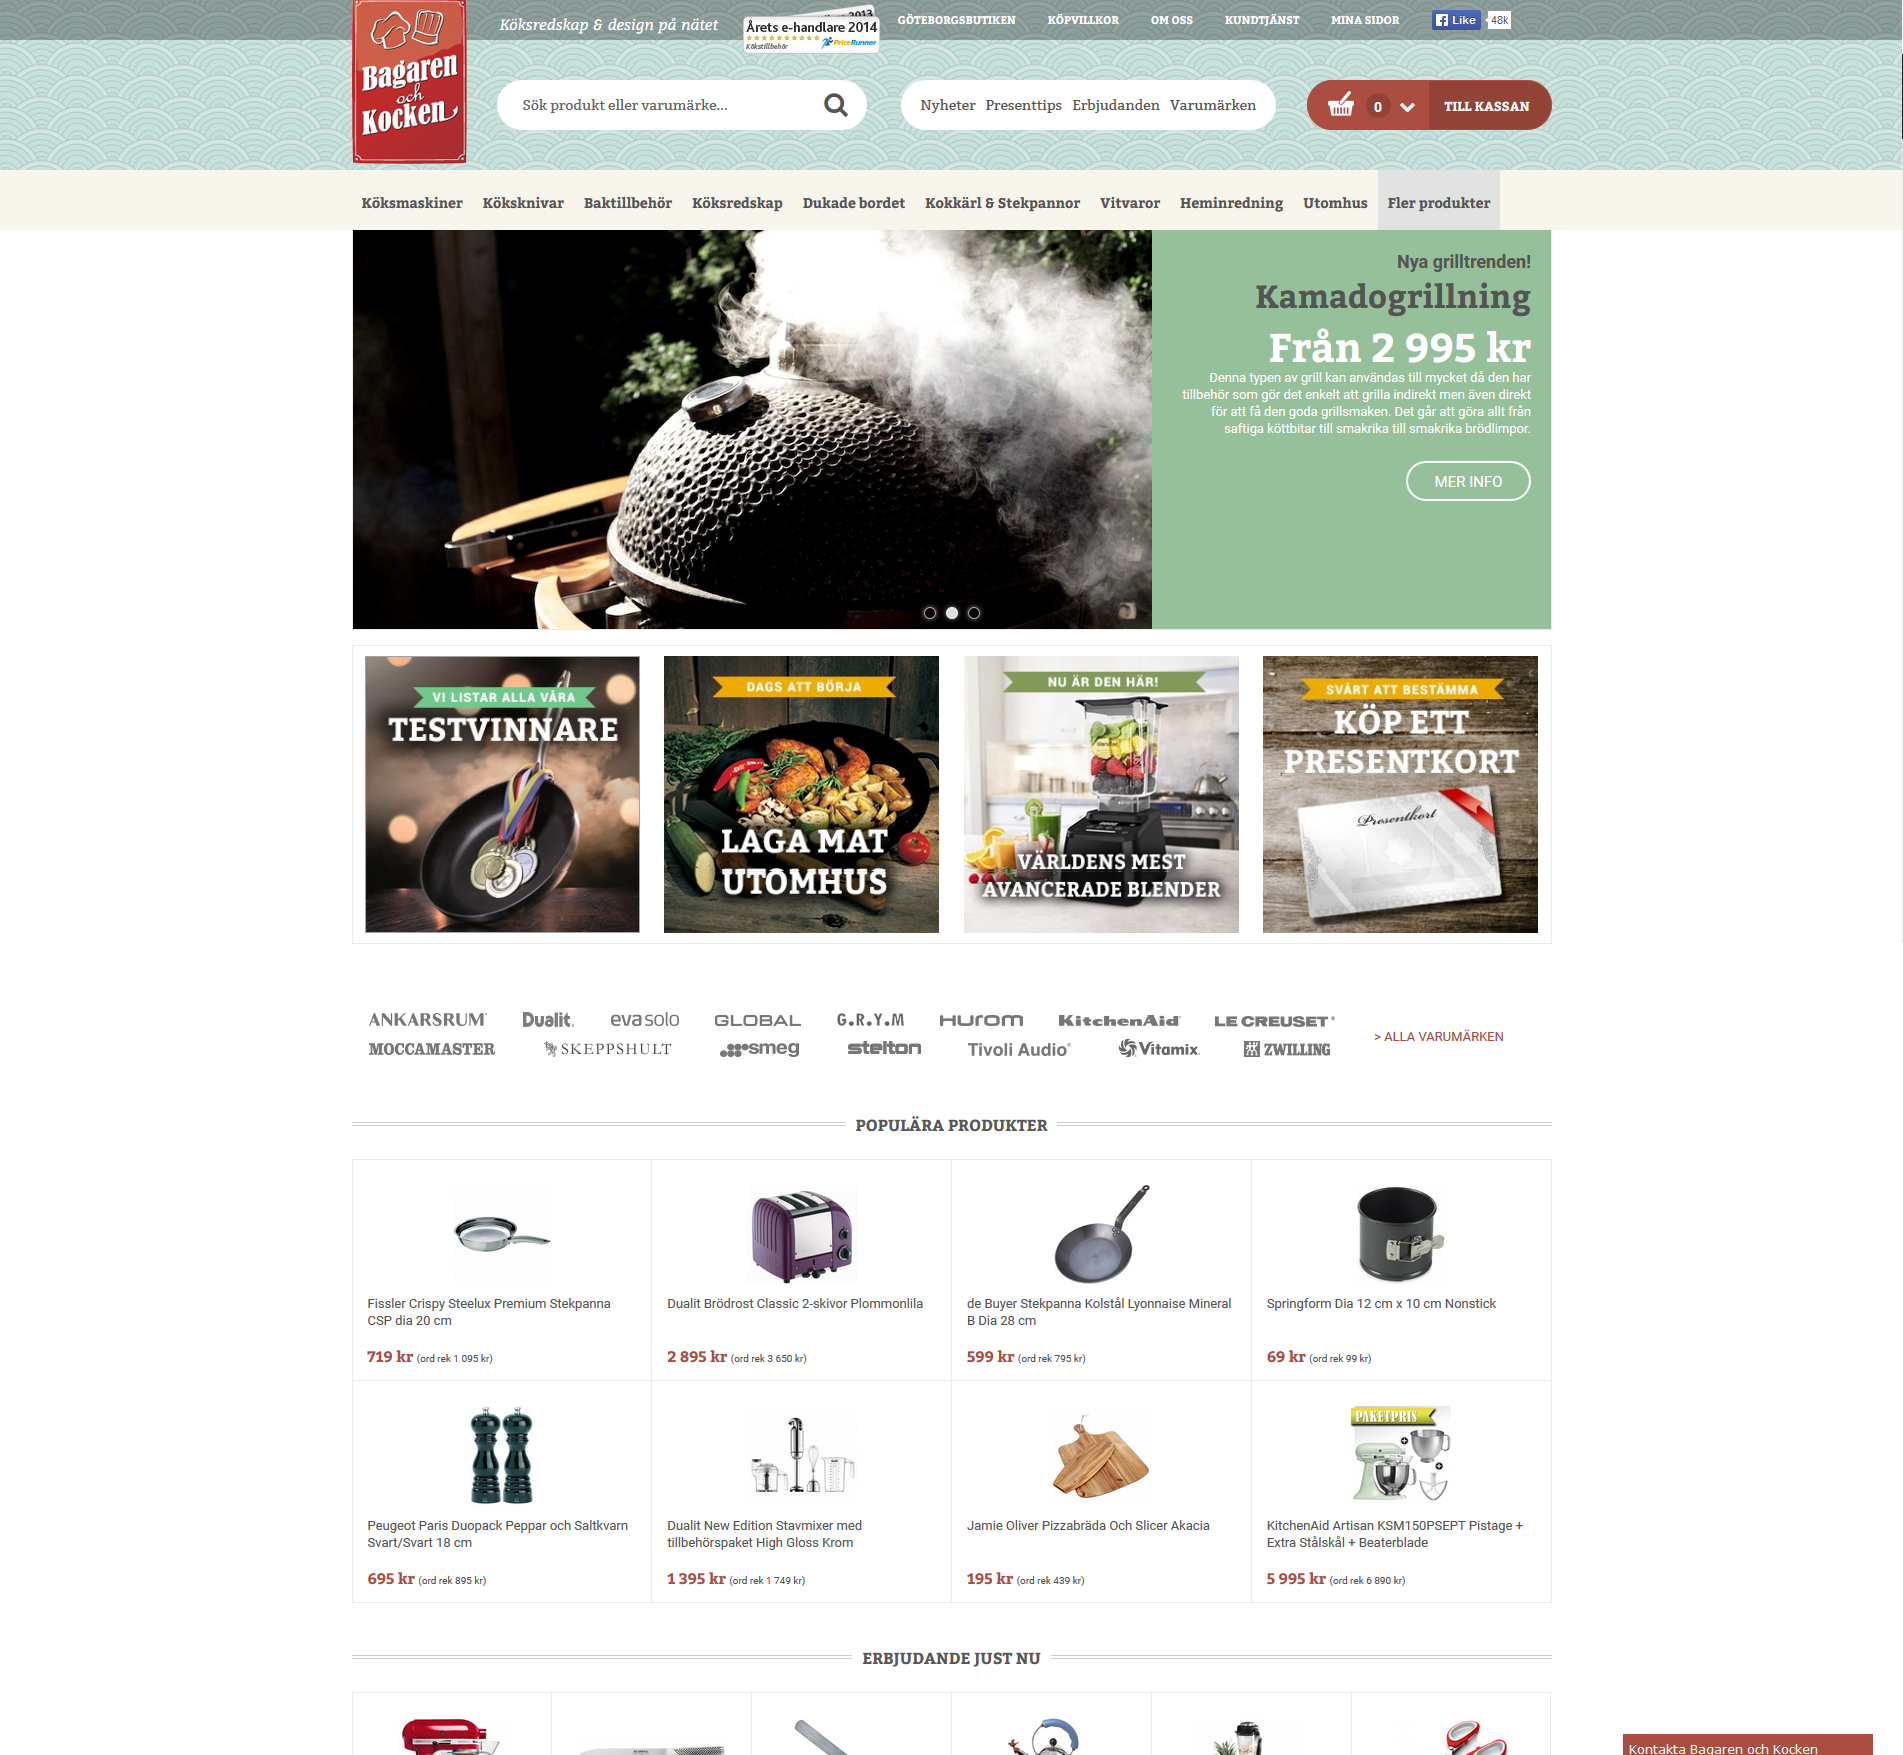 Bagaren
och
Kocken
Köksredskap & design på nätet
2013
Årets e-handlare 2014
Kökstillbehör
PriceRunner
GÖTEBORGSBUTIKEN
KÖPVILLKOR
OM OSS
KUNDTJÄNST
MINA SIDOR
Like
48k
Sök produkt eller varumärke...
Nyheter Presenttips Erbjudanden Varumärken
0
TILL KASSAN
Köksmaskiner Köksknivar Baktillbehör Köksredskap Dukade bordet Kokkärl & Stekpannor Vitvaror Heminredning Utomhus Fler produkter
Nya grilltrenden!
Kamadogrillning
Från 2 995 kr
Denna typen av grill kan användas till mycket då den har
tillbehör som gör det enkelt att grilla indirekt men även direkt
för att få den goda grillsmaken. Det går att göra allt från
saftiga köttbitar till smakrika till smakrika brödlimpor.
MER INFO
VI LISTAR ALLA VÅRA
TESTVINNARE
DAGS ATT BÖRJA
LAGA MAT
UTOMHUS
NU ÄR DEN HÄR!
VÄRLDENS MEST
AVANCERADE BLENDER
SVÅRT ATT BESTÄMMA
KÖP ETT
PRESENTKORT
Presentkort
ANKARSRUM Dualit. eva solo GLOBAL G.R.Y.M HUROM KitchenAid LE CREUSET
MOCCAMASTER SKEPPSHULT smeg stelton Tivoli Audio Vitamix ZWILLING
> ALLA VARUMÄRKEN
POPULÄRA PRODUKTER
Fissler Crispy Steelux Premium Stekpanna
CSP dia 20 cm
719 kr (ord rek 1 095 kr)
Dualit Brödrost Classic 2-skivor Plommonlila
2 895 kr (ord rek 3 650 kr)
de Buyer Stekpanna Kolstål Lyonnaise Mineral
B Dia 28 cm
599 kr (ord rek 795 kr)
Springform Dia 12 cm x 10 cm Nonstick
69 kr (ord rek 99 kr)
Peugeot Paris Duopack Peppar och Saltkvarn
Svart/Svart 18 cm
695 kr (ord rek 895 kr)
Dualit New Edition Stavmixer med
tillbehörspaket High Gloss Krom
1 395 kr (ord rek 1 749 kr)
Jamie Oliver Pizzabräda Och Slicer Akacia
195 kr (ord rek 439 kr)
PAKETPRIS
KitchenAid Artisan KSM150PSEPT Pistage +
Extra Stålskål + Beaterblade
5 995 kr (ord rek 6 890 kr)
ERBJUDANDE JUST NU
Kontakta Bagaren och Kocken